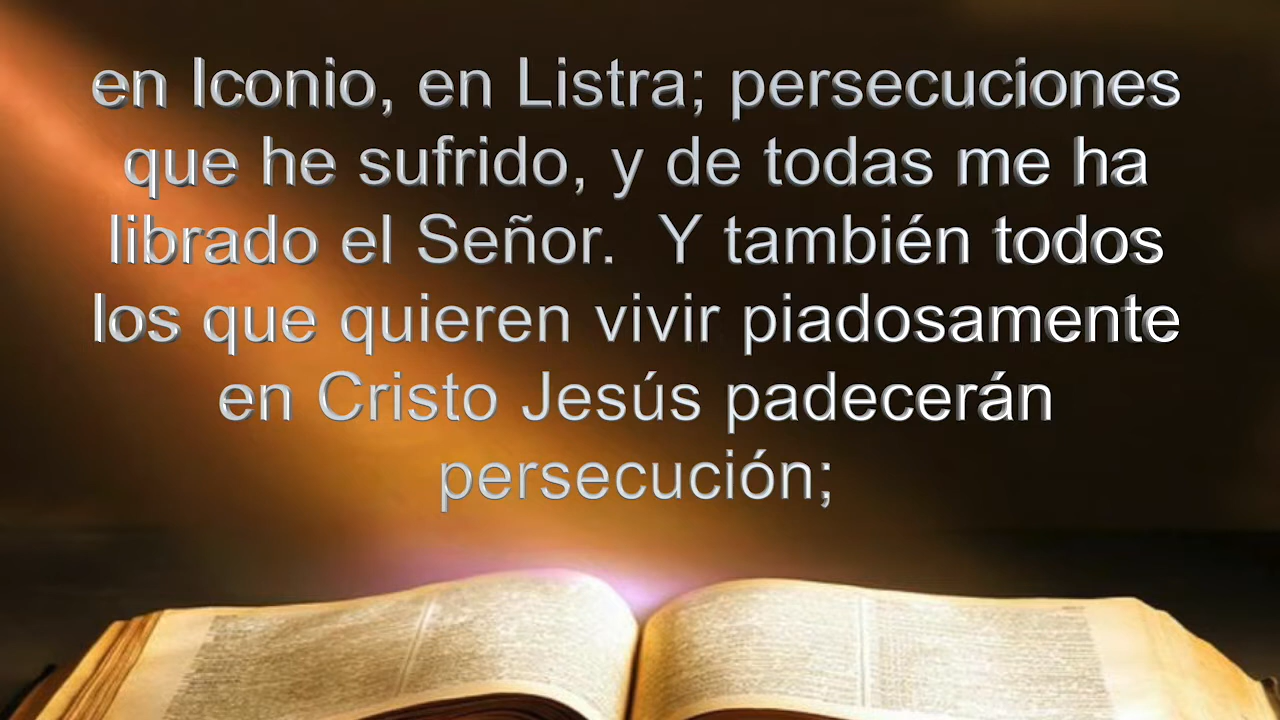 en Iconio, en Listra; persecuciones
que he sufrido, y de todas me ha
librado el Señor.  Y también todos
los que quieren vivir piadosamente
en Cristo Jesús padecerán
persecución;